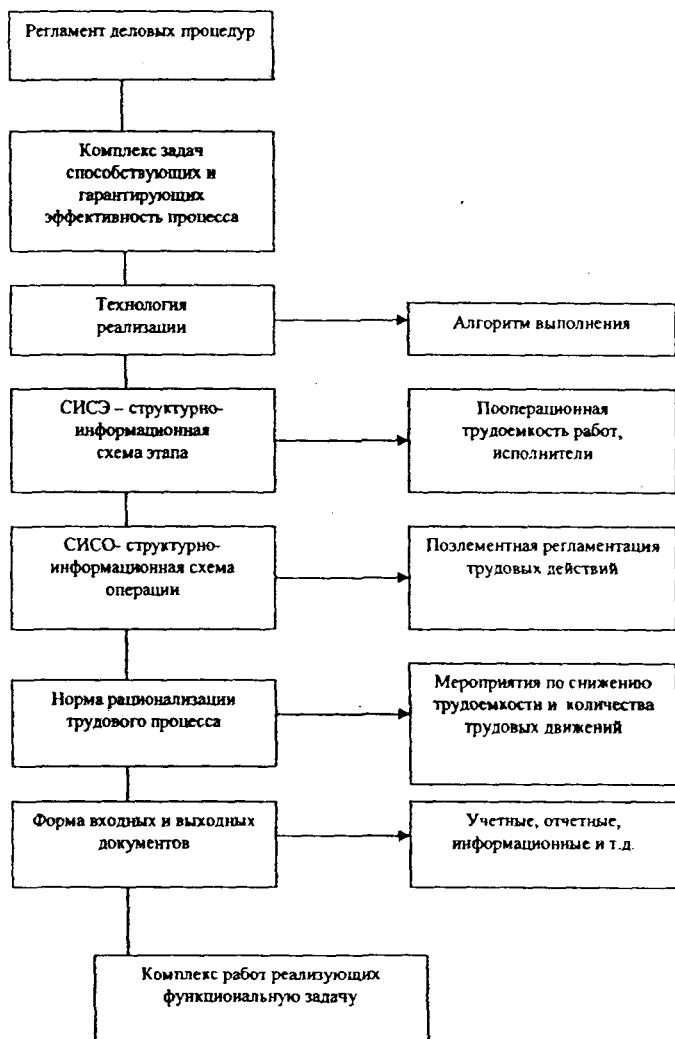 Регламент деловых процедур
Комплекс задач
способствующих и
гарантирующих
эффективность процесса
Технология
реализации
Алгоритм выполнения
СИСЭ – структурно-
информационная
схема этапа
Пооперационная
трудоемкость работ,
исполнители
СИСО- структурно-
информационная схема
операции
Поэлементная регламентация
трудовых действий
Норма рационализации
трудового процесса
Мероприятия по снижению
трудоемкости и количества
трудовых движений
Форма входных и выходных
документов
Учетные, отчетные,
информационные и т.д.
Комплекс работ реализующих
функциональную задачу